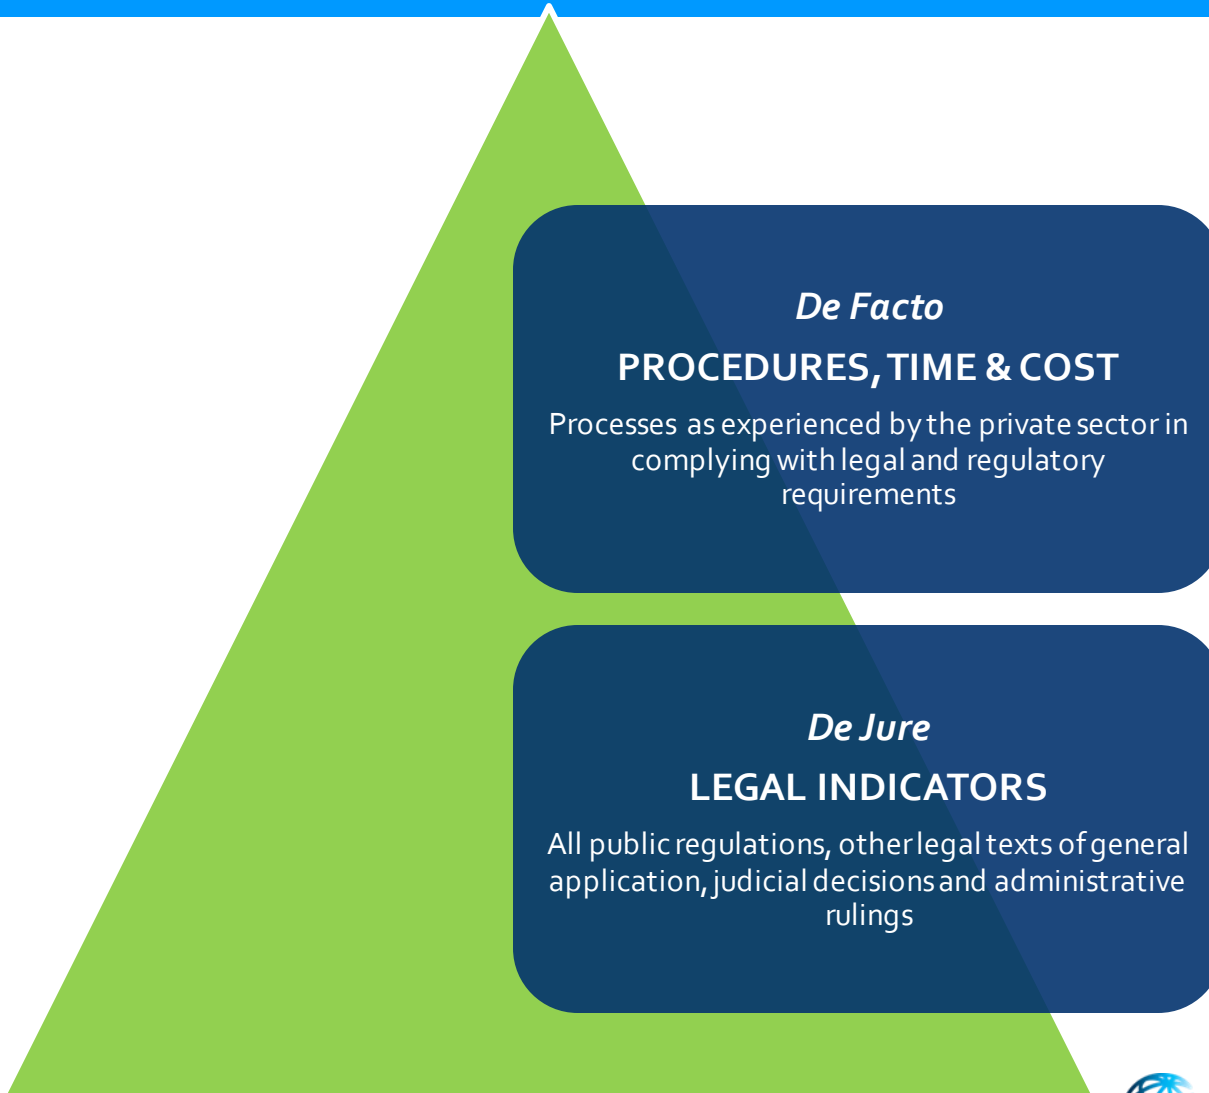 De Facto
PROCEDURES, TIME & COST
Processes as experienced by the private sector in
complying with legal and regulatory
requirements
De Jure
LEGAL INDICATORS
All public regulations, other legal texts of general
application, judicial decisions and administrative
rulings